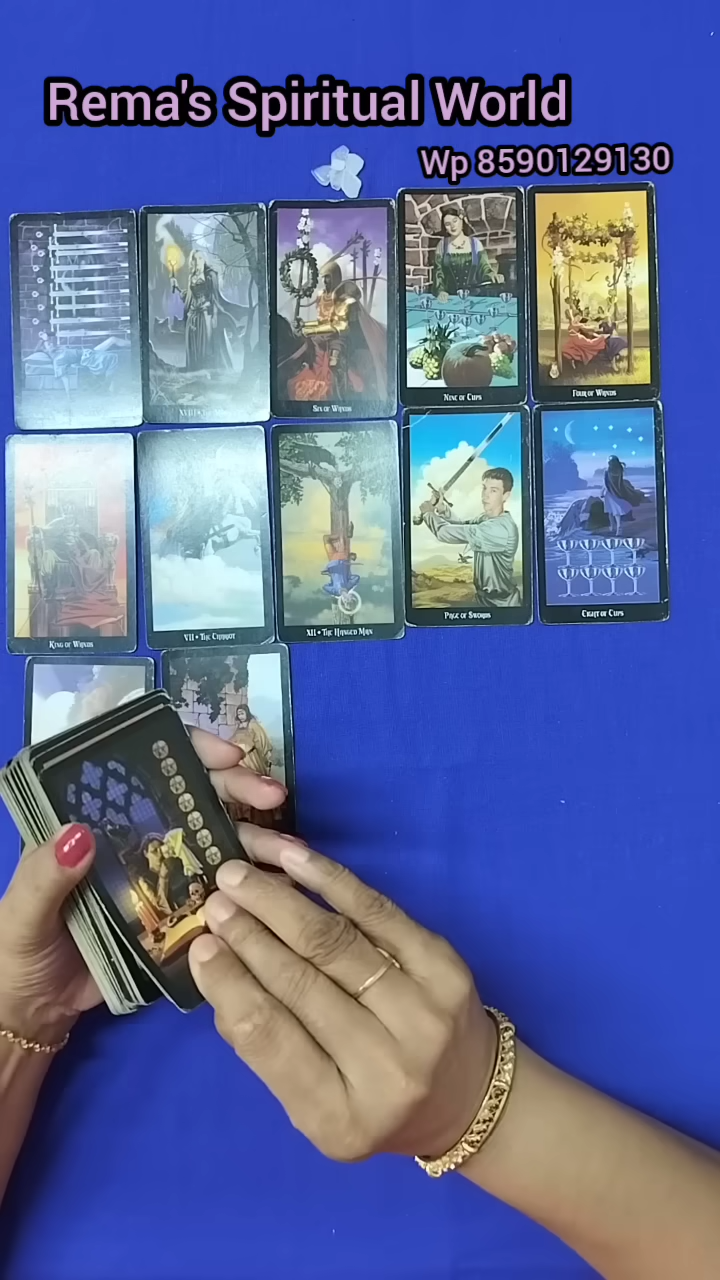 Rema's Spiritual World
Wp 8590129130
Six of Wands
Nine of Cups
Four of Wands
King of Wands
VII • The Chariot
XII • The Hanged Man
Page of Swords
Eight of Cups